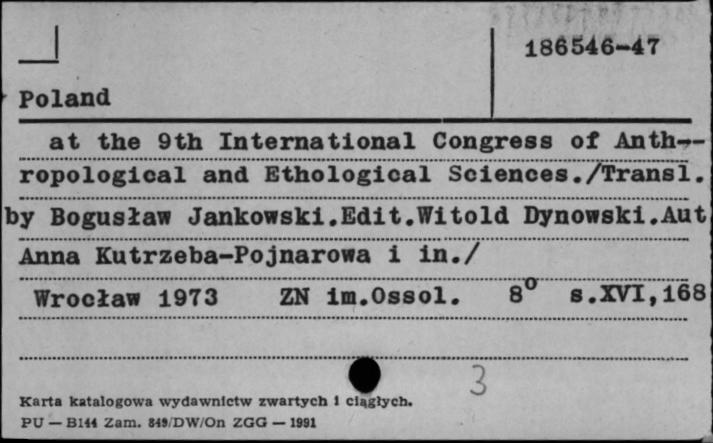 186546-47
Poland
at the 9th International Congress of Anth--
ropological and Ethological Sciences./Transl.
by Bogusław Jankowski.Edit.Witold Dynowski.Aut
Anna Kutrzeba-Pojnarowa i in./
Wrocław 1973 ZN im.Ossol. 8° s.XVI,168
3
Karta katalogowa wydawnictw zwartych i ciągłych.
PU — B144 Zam. 849/DW/On ZGG — 1991